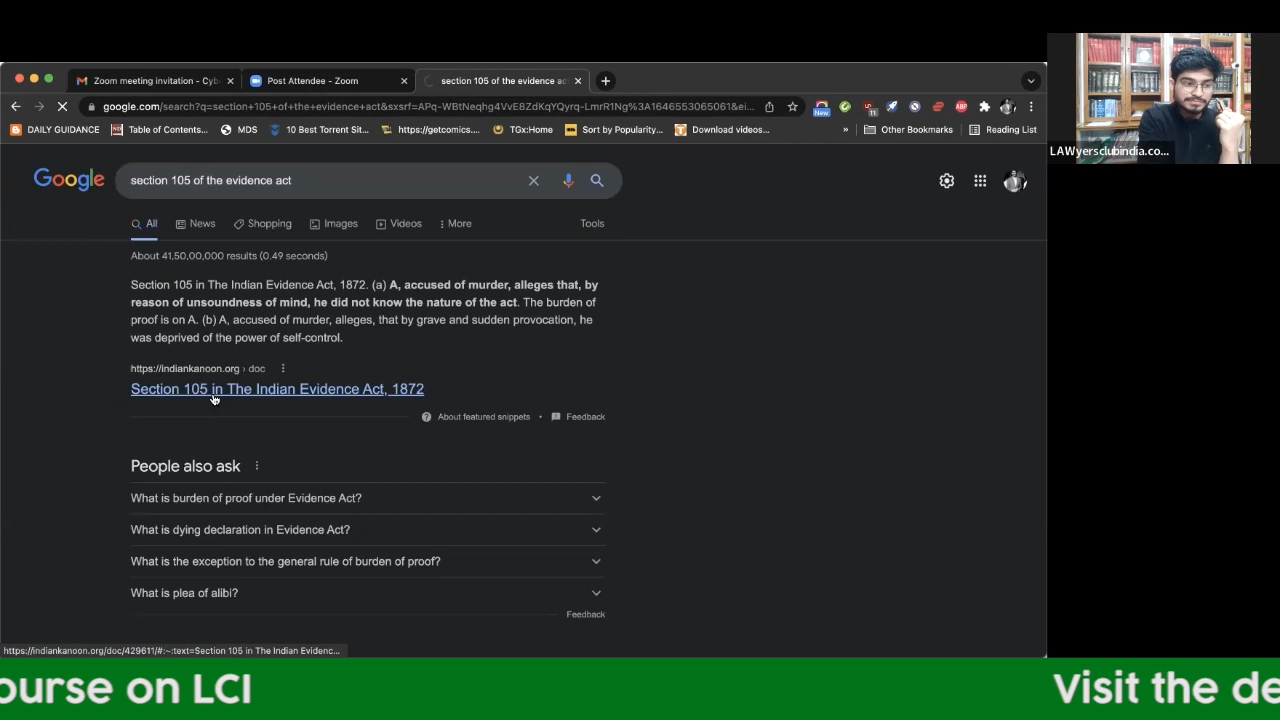 Zoom meeting invitation - Cyb
Post Attendee - Zoom
section 105 of the evidence ac
google.com/search?q=section+105+of+the+evidence+act&sxsrf=APq-WBtNeqhg4VvE8ZdKqYQyrq-LmrR1Ng%3A1646553065061&ei...
New
11
ABP
DAILY GUIDANCE
Table of Contents...
MDS
10 Best Torrent Sit...
https://getcomics....
TGx:Home
Sort by Popularity...
Download videos...
»
Other Bookmarks
Reading List
LAWyersclubindia.co...
Google
section 105 of the evidence act
All
News
Shopping
Images
Videos
More
Tools
About 41,50,00,000 results (0.49 seconds)
Section 105 in The Indian Evidence Act, 1872. (a) A, accused of murder, alleges that, by
reason of unsoundness of mind, he did not know the nature of the act. The burden of
proof is on A. (b) A, accused of murder, alleges, that by grave and sudden provocation, he
was deprived of the power of self-control.
https://indiankanoon.org › doc
Section 105 in The Indian Evidence Act, 1872
About featured snippets • Feedback
People also ask
What is burden of proof under Evidence Act?
What is dying declaration in Evidence Act?
What is the exception to the general rule of burden of proof?
What is plea of alibi?
Feedback
https://indiankanoon.org/doc/429611/#:~:text=Section 105 in The Indian Evidenc...
ourse on LCI
Visit the de